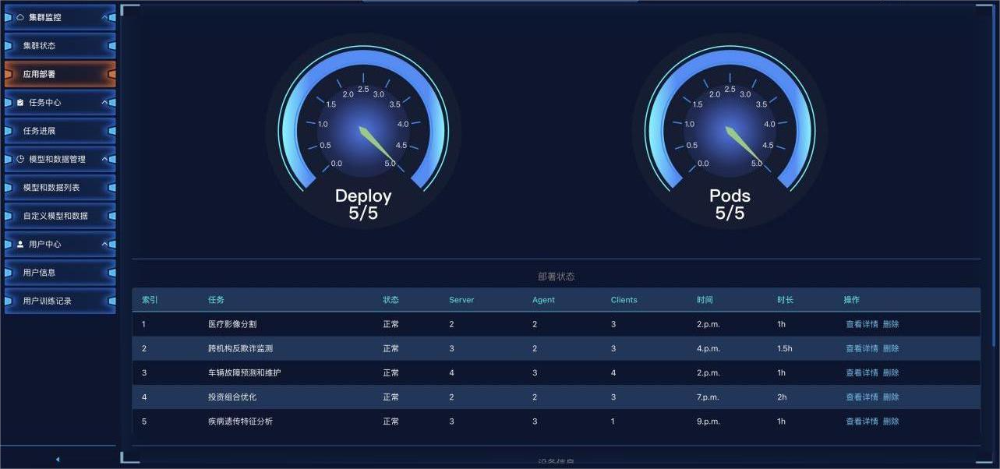 集群监控
集群状态
应用部署
任务中心
任务进展
模型和数据管理
模型和数据列表
自定义模型和数据
用户中心
用户信息
用户训练记录
0.0
0.5
1.0
1.5
2.0
2.5
3.0
3.5
4.0
4.5
5.0
Deploy
5/5
0.0
0.5
1.0
1.5
2.0
2.5
3.0
3.5
4.0
4.5
5.0
Pods
5/5
部署状态
索引 任务 状态 Server Agent Clients 时间 时长 操作
1 医疗影像分割 正常 2 2 3 2.p.m. 1h 查看详情 删除
2 跨机构反欺诈监测 正常 3 2 3 4.p.m. 1.5h 查看详情 删除
3 车辆故障预测和维护 正常 4 3 4 2.p.m. 1h 查看详情 删除
4 投资组合优化 正常 2 2 3 7.p.m. 2h 查看详情 删除
5 疾病遗传特征分析 正常 3 3 1 9.p.m. 1h 查看详情 删除
设备信息